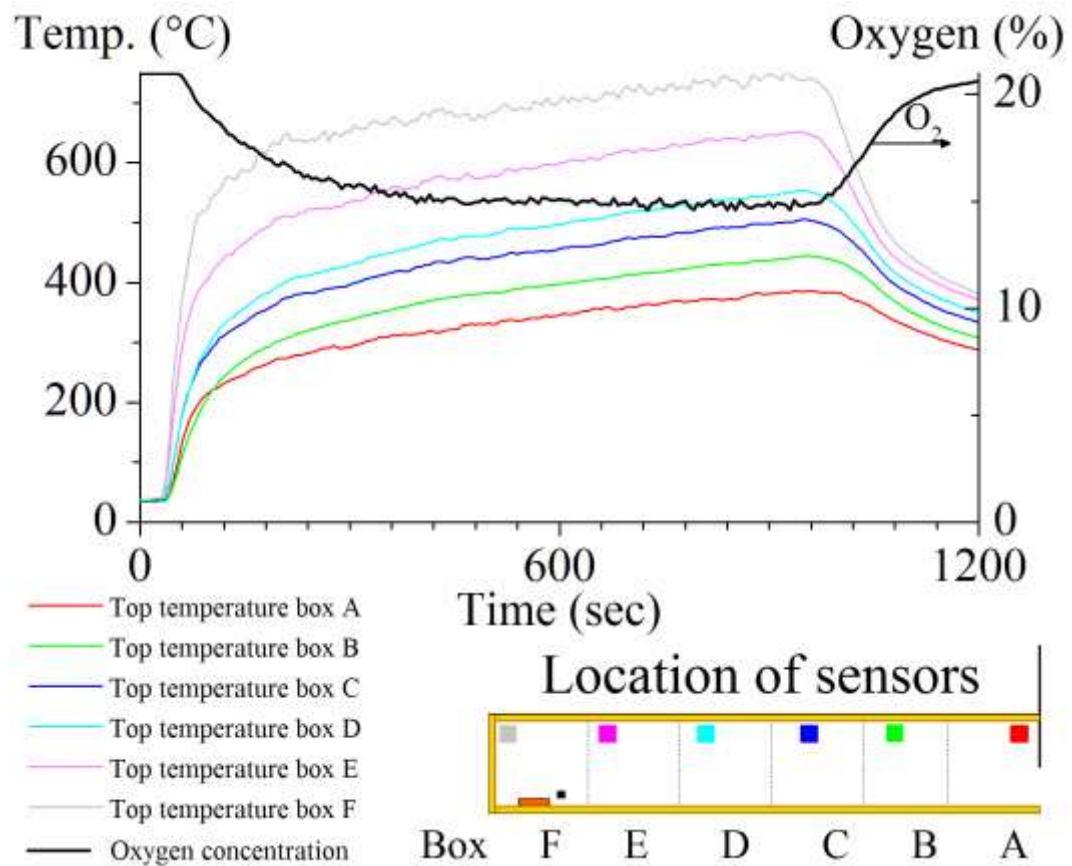 Temp. (°C) Oxygen (%)
20
O2
600
400
10
200
0 0
0 600 1200
Time (sec)
Top temperature box A
Top temperature box B
Top temperature box C
Top temperature box D
Top temperature box E
Top temperature box F
Oxygen concentration
Location of sensors
Box F E D C B A